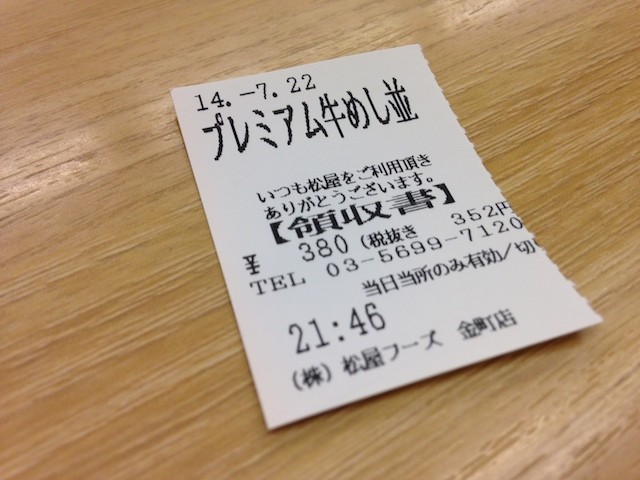 14.-7.22
プレミアム牛めし並
いつも松屋をご利用頂き
ありがとうございます。
【領収書】
¥ 380 (税抜き 352円
TEL 03-5699-7120
当日当所のみ有効/切
21:46
(株) 松屋フーズ 金町店